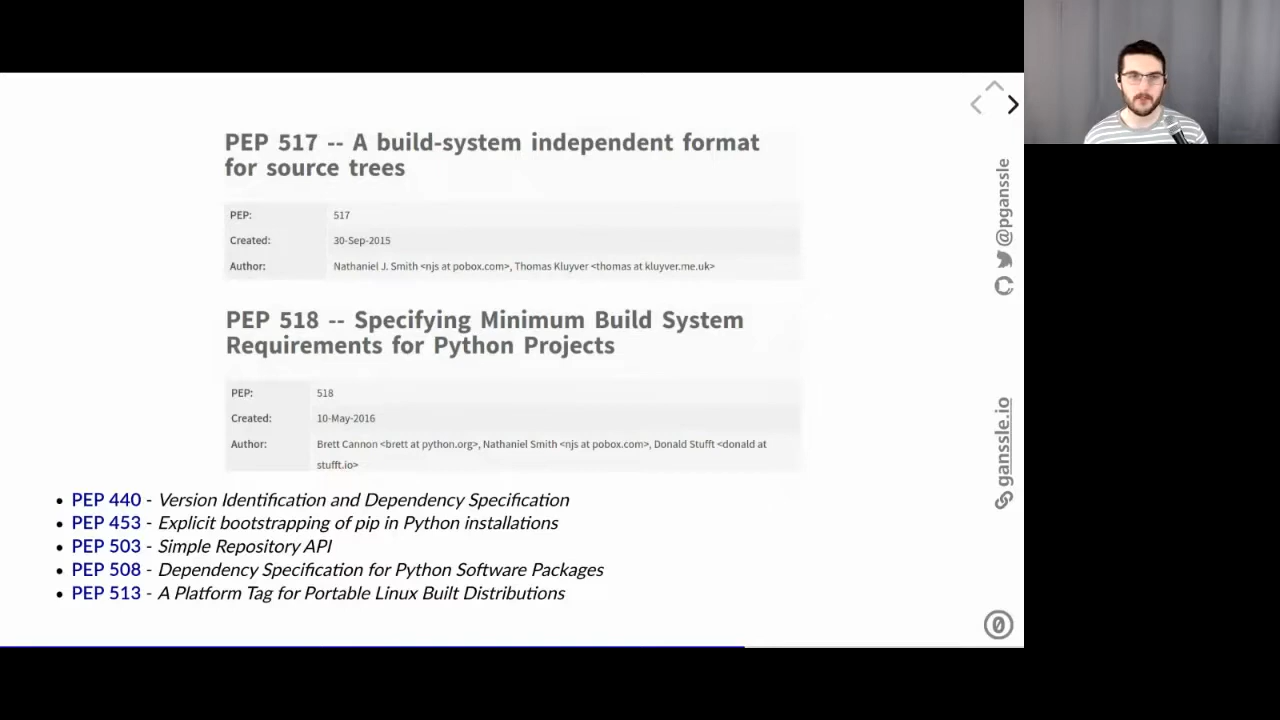 PEP 517 -- A build-system independent format
for source trees
PEP: 517
Created: 30-Sep-2015
Author: Nathaniel J. Smith <njs at pobox.com>, Thomas Kluyver <thomas at kluyver.me.uk>
PEP 518 -- Specifying Minimum Build System
Requirements for Python Projects
PEP: 518
Created: 10-May-2016
Author: Brett Cannon <brett at python.org>, Nathaniel Smith <njs at pobox.com>, Donald Stufft <donald at
stufft.io>
• PEP 440 - Version Identification and Dependency Specification
• PEP 453 - Explicit bootstrapping of pip in Python installations
• PEP 503 - Simple Repository API
• PEP 508 - Dependency Specification for Python Software Packages
• PEP 513 - A Platform Tag for Portable Linux Built Distributions
@pganssle
ganssle.io
0